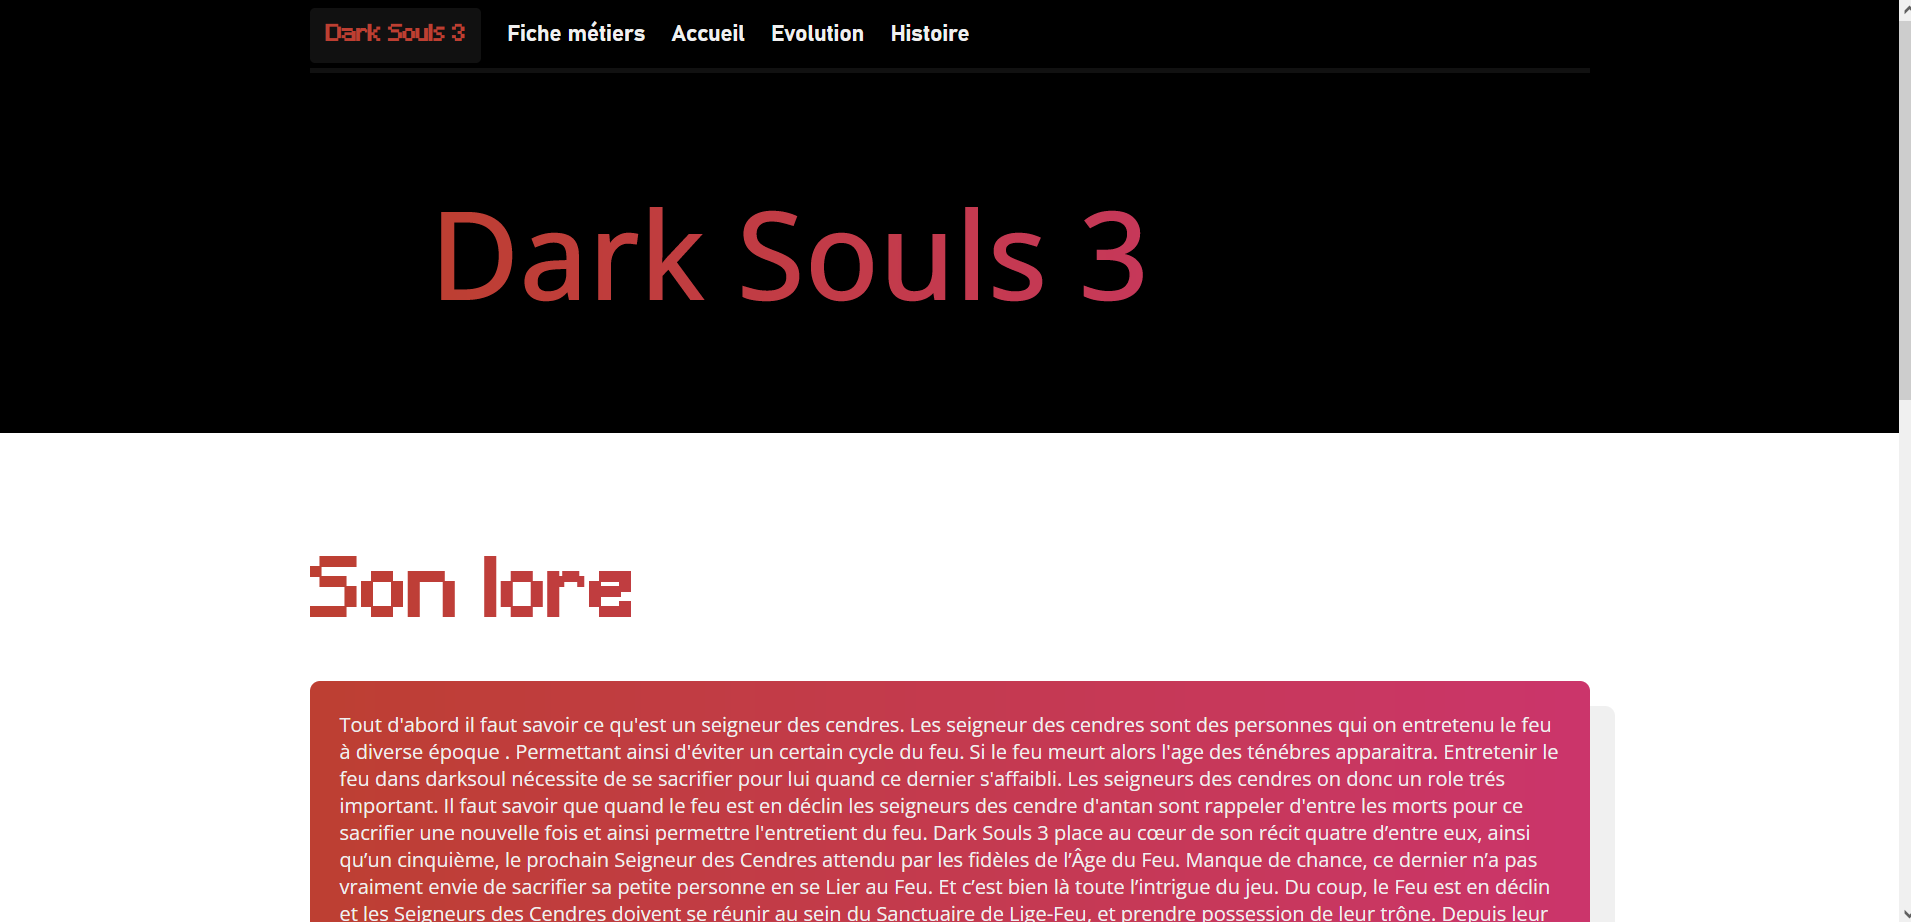 Dark Souls 3 Fiche métiers Accueil Evolution Histoire
Dark Souls 3
Son lore
Tout d'abord il faut savoir ce qu'est un seigneur des cendres. Les seigneur des cendres sont des personnes qui on entretenu le feu
à diverse époque . Permettant ainsi d'éviter un certain cycle du feu. Si le feu meurt alors l'age des ténébres apparaitra. Entretenir le
feu dans darksoul nécessite de se sacrifier pour lui quand ce dernier s'affaibli. Les seigneurs des cendres on donc un role trés
important. Il faut savoir que quand le feu est en déclin les seigneurs des cendre d'antan sont rappeler d'entre les morts pour ce
sacrifier une nouvelle fois et ainsi permettre l'entretient du feu. Dark Souls 3 place au cœur de son récit quatre d’entre eux, ainsi
qu’un cinquième, le prochain Seigneur des Cendres attendu par les fidèles de l’Âge du Feu. Manque de chance, ce dernier n’a pas
vraiment envie de sacrifier sa petite personne en se Lier au Feu. Et c’est bien là toute l’intrigue du jeu. Du coup, le Feu est en déclin
et les Seigneurs des Cendres doivent se réunir au sein du Sanctuaire de Lige-Feu, et prendre possession de leur trône. Depuis leur